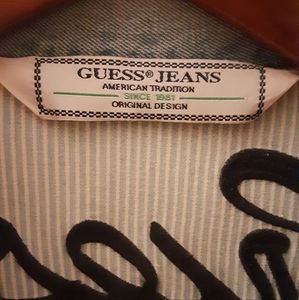 GUESS® JEANS
AMERICAN TRADITION
SINCE 1981
ORIGINAL DESIGN